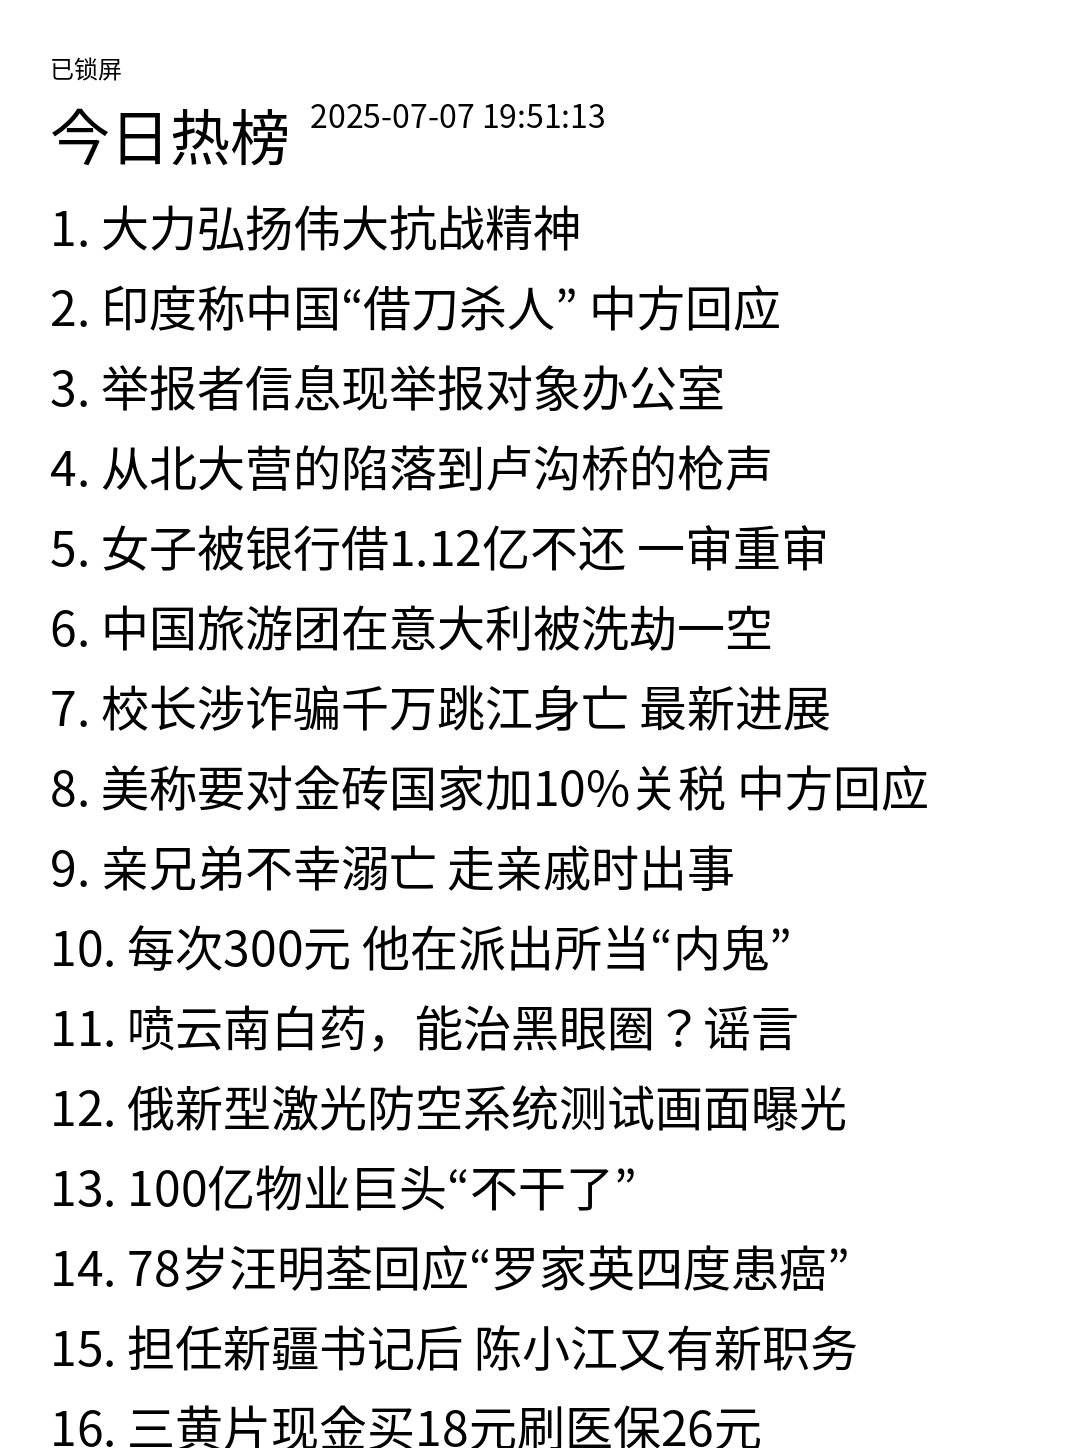 已锁屏
今日热榜 2025-07-07 19:51:13
1. 大力弘扬伟大抗战精神
2. 印度称中国“借刀杀人” 中方回应
3. 举报者信息现举报对象办公室
4. 从北大营的陷落到卢沟桥的枪声
5. 女子被银行借1.12亿不还 一审重审
6. 中国旅游团在意大利被洗劫一空
7. 校长涉诈骗千万跳江身亡 最新进展
8. 美称要对金砖国家加10%关税 中方回应
9. 亲兄弟不幸溺亡 走亲戚时出事
10. 每次300元 他在派出所当“内鬼”
11. 喷云南白药，能治黑眼圈？谣言
12. 俄新型激光防空系统测试画面曝光
13. 100亿物业巨头“不干了”
14. 78岁汪明荃回应“罗家英四度患癌”
15. 担任新疆书记后 陈小江又有新职务
16. 三黄片现金买18元刷医保26元